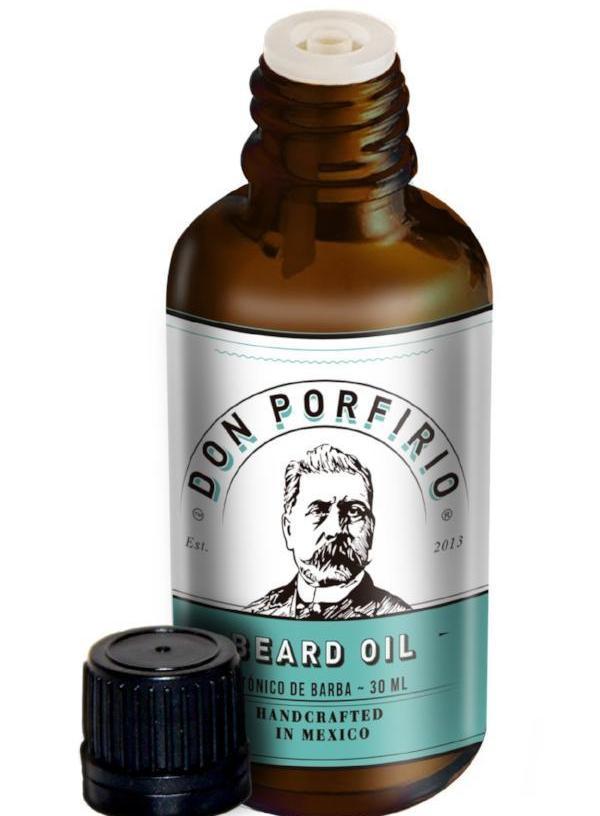 DON PORFIRIO
™ ®
Est. 2013
BEARD OIL
TÓNICO DE BARBA ~ 30 ML
HANDCRAFTED
IN MEXICO